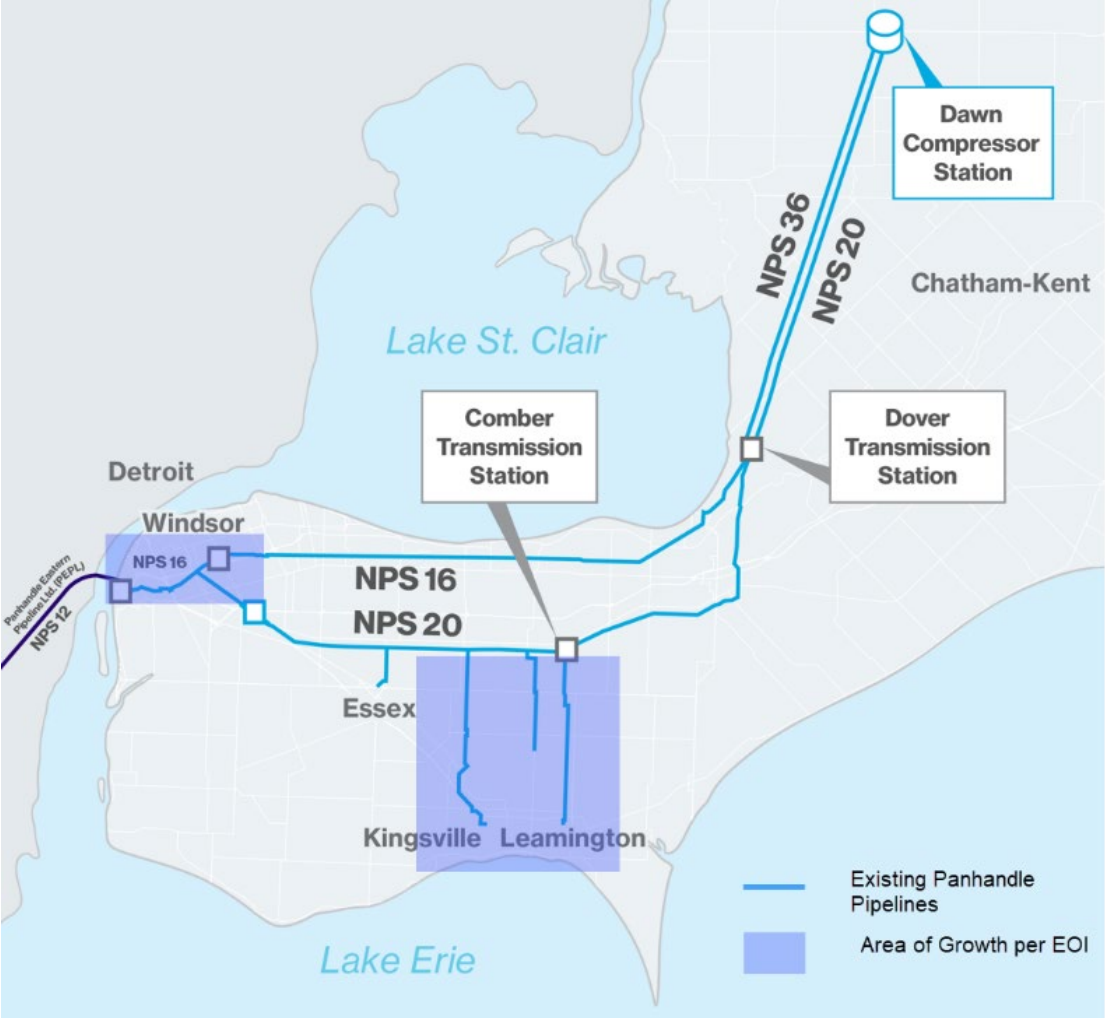 Dawn
Compressor
Station
NPS 36
NPS 20
Chatham-Kent
Lake St. Clair
Comber
Transmission
Station
Dover
Transmission
Station
Detroit
Windsor
NPS 16
Panhandle Eastern
Pipeline Ltd. (PEPL)
NPS 12
NPS 16
NPS 20
Essex
Kingsville
Leamington
Existing Panhandle
Pipelines
Area of Growth per EOI
Lake Erie